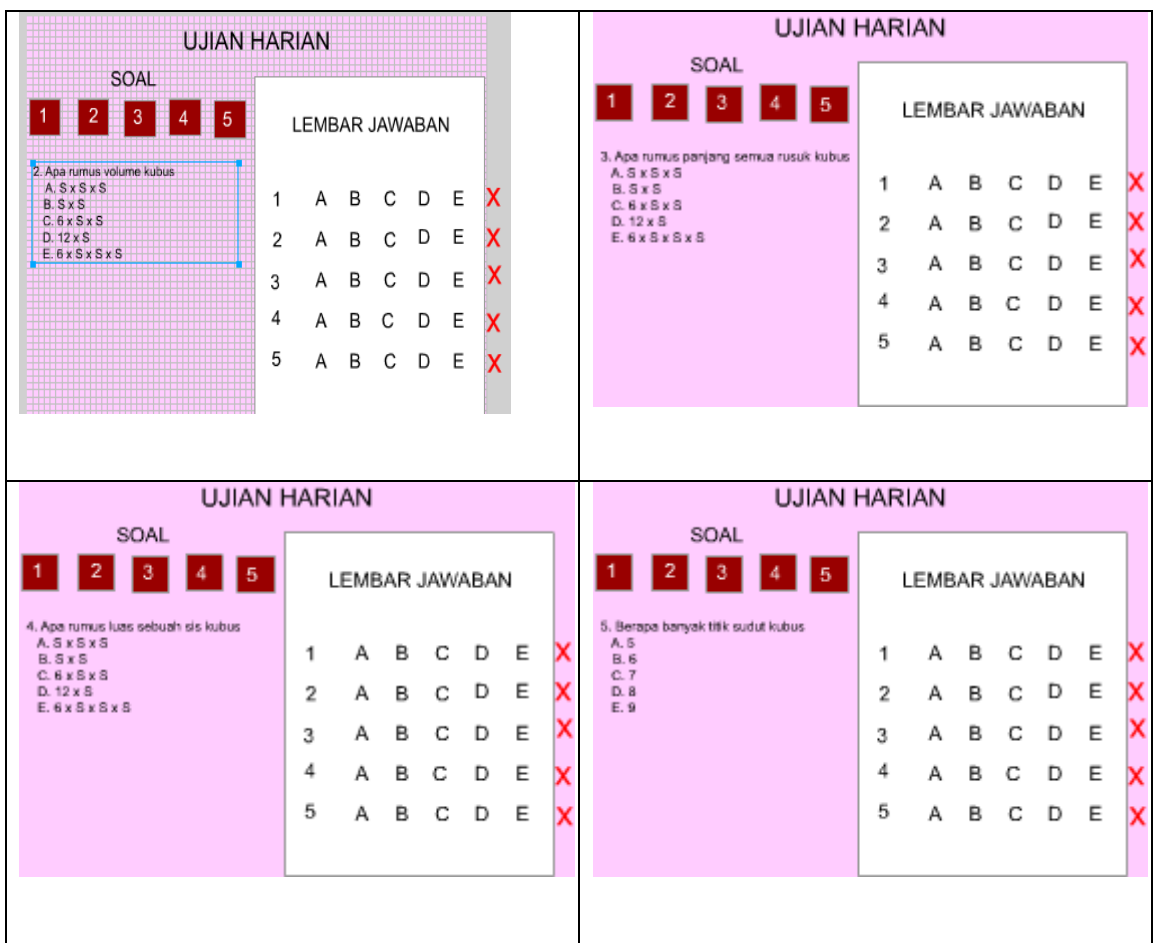 UJIAN HARIAN
SOAL
1 2 3 4 5
2. Apa rumus volume kubus
A. S x S x S
B. S x S
C. 6 x S x S
D. 12 x S
E. 6 x S x S x S
LEMBAR JAWABAN
1 A B C D E X
2 A B C D E X
3 A B C D E X
4 A B C D E X
5 A B C D E X
UJIAN HARIAN
SOAL
1 2 3 4 5
3. Apa rumus panjang semua rusuk kubus
A. S x S x S
B. S x S
C. 6 x S x S
D. 12 x S
E. 6 x S x S x S
LEMBAR JAWABAN
1 A B C D E X
2 A B C D E X
3 A B C D E X
4 A B C D E X
5 A B C D E X
UJIAN HARIAN
SOAL
1 2 3 4 5
4. Apa rumus luas sebuah sis kubus
A. S x S x S
B. S x S
C. 6 x S x S
D. 12 x S
E. 6 x S x S x S
LEMBAR JAWABAN
1 A B C D E X
2 A B C D E X
3 A B C D E X
4 A B C D E X
5 A B C D E X
UJIAN HARIAN
SOAL
1 2 3 4 5
5. Berapa banyak titik sudut kubus
A. 5
B. 6
C. 7
D. 8
E. 9
LEMBAR JAWABAN
1 A B C D E X
2 A B C D E X
3 A B C D E X
4 A B C D E X
5 A B C D E X